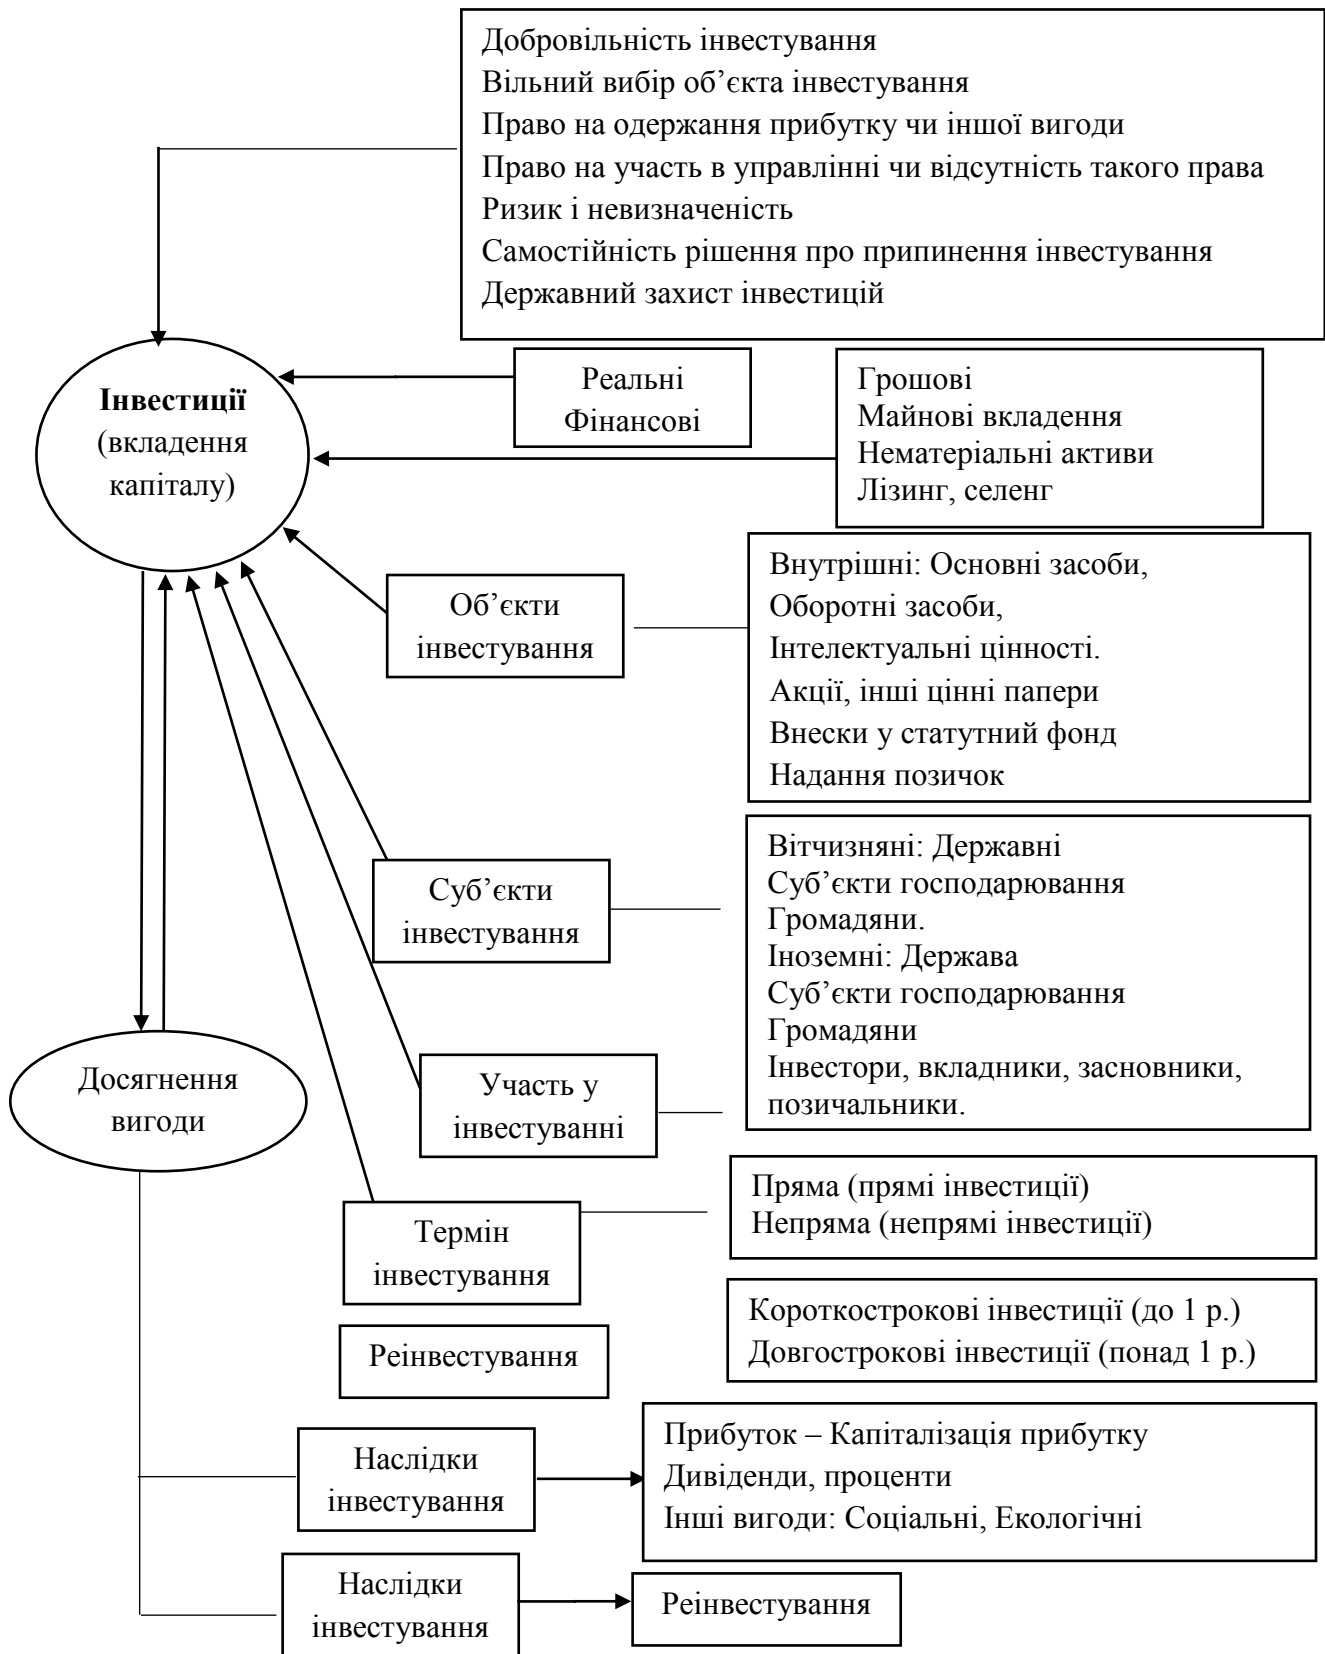 Добровільність інвестування
Вільний вибір об’єкта інвестування
Право на одержання прибутку чи іншої вигоди
Право на участь в управлінні чи відсутність такого права
Ризик і невизначеність
Самостійність рішення про припинення інвестування
Державний захист інвестицій
Інвестиції
(вкладення
капіталу)
Реальні
Фінансові
Грошові
Майнові вкладення
Нематеріальні активи
Лізинг, селенг
Об’єкти
інвестування
Внутрішні: Основні засоби,
Оборотні засоби,
Інтелектуальні цінності.
Акції, інші цінні папери
Внески у статутний фонд
Надання позичок
Суб’єкти
інвестування
Вітчизняні: Державні
Суб’єкти господарювання
Громадяни.
Іноземні: Держава
Суб’єкти господарювання
Громадяни
Інвестори, вкладники, засновники,
позичальники.
Досягнення
вигоди
Участь у
інвестуванні
Пряма (прямі інвестиції)
Непряма (непрямі інвестиції)
Термін
інвестування
Короткострокові інвестиції (до 1 р.)
Довгострокові інвестиції (понад 1 р.)
Реінвестування
Наслідки
інвестування
Прибуток – Капіталізація прибутку
Дивіденди, проценти
Інші вигоди: Соціальні, Екологічні
Наслідки
інвестування
Реінвестування